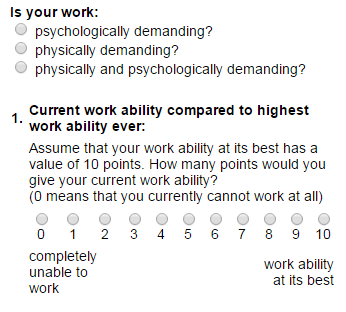 Is your work:
psychologically demanding?
physically demanding?
physically and psychologically demanding?
1. Current work ability compared to highest
work ability ever:
Assume that your work ability at its best has a
value of 10 points. How many points would you
give your current work ability?
(0 means that you currently cannot work at all)
0 1 2 3 4 5 6 7 8 9 10
completely
unable to
work
work ability
at its best